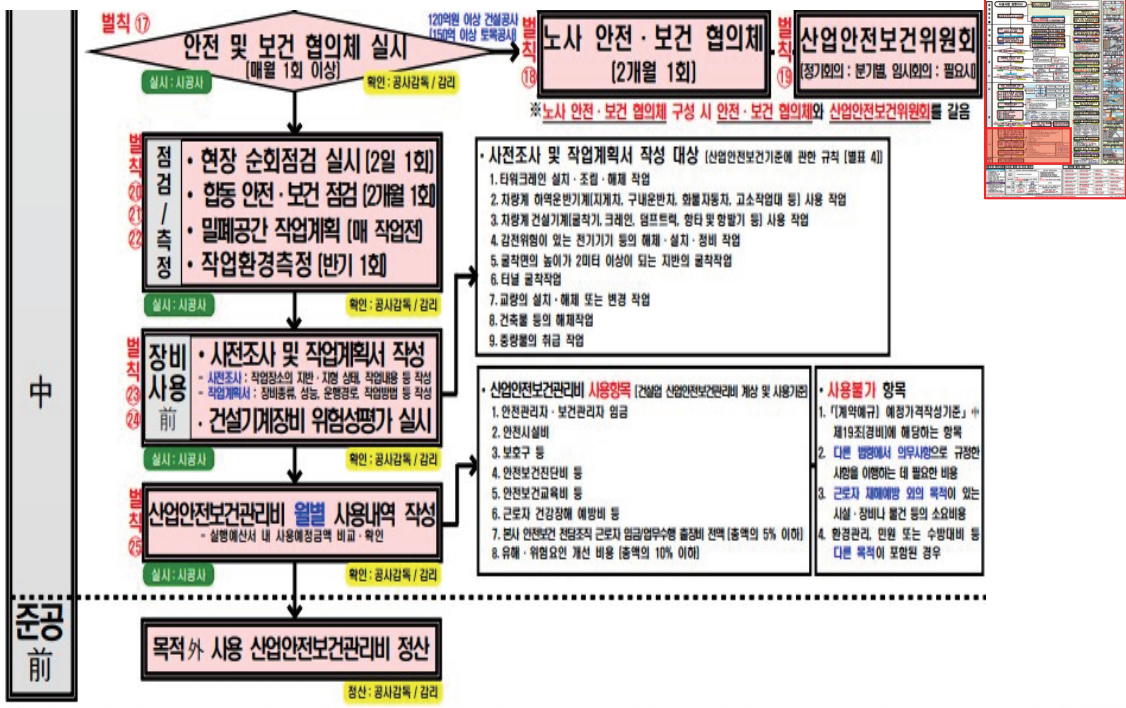 벌칙 ⑰
안전 및 보건 협의체 실시
(매월 1회 이상)
실시 : 시공사
확인 : 공사감독 / 감리
120억원 이상 건설공사
(150억 이상 토목공사)
벌칙 ⑱
노사 안전 · 보건 협의체
(2개월 1회)
벌칙 ⑲
산업안전보건위원회
(정기회의 : 분기별, 임시회의 : 필요시)
※ 노사 안전 · 보건 협의체 구성 시 안전 · 보건 협의체와 산업안전보건위원회를 갈음
中
벌칙 ⑳ ㉑ ㉒
점검/측정
· 현장 순회점검 실시 (2일 1회)
· 합동 안전 · 보건 점검 (2개월 1회)
· 밀폐공간 작업계획 (매 작업전)
· 작업환경측정 (반기 1회)
실시 : 시공사
확인 : 공사감독 / 감리
· 사전조사 및 작업계획서 작성 대상 (산업안전보건기준에 관한 규칙 [별표 4])
1. 타워크레인 설치 · 조립 · 해체 작업
2. 차량계 하역운반기계(지게차, 구내운반차, 화물자동차, 고소작업대 등) 사용 작업
3. 차량계 건설기계(굴착기, 크레인, 덤프트럭, 항타 및 항발기 등) 사용 작업
4. 감전위험이 있는 전기기기 등의 해체 · 설치 · 정비 작업
5. 굴착면의 높이가 2미터 이상이 되는 지반의 굴착작업
6. 터널 굴착작업
7. 교량의 설치 · 해체 또는 변경 작업
8. 건축물 등의 해체작업
9. 중량물의 취급 작업
벌칙 ㉓ ㉔
장비사용 前
· 사전조사 및 작업계획서 작성
- 사전조사 : 작업장소의 지반 · 지형 상태, 작업내용 등 작성
- 작업계획서 : 장비종류, 성능, 운행경로, 작업방법 등 작성
· 건설기계장비 위험성평가 실시
실시 : 시공사
확인 : 공사감독 / 감리
벌칙 ㉕
산업안전보건관리비 월별 사용내역 작성
- 실행예산서 내 사용예정금액 비교 · 확인
실시 : 시공사
확인 : 공사감독 / 감리
· 산업안전보건관리비 사용항목 (건설업 산업안전보건관리비 계상 및 사용기준)
1. 안전관리자 · 보건관리자 임금
2. 안전시설비
3. 보호구 등
4. 안전보건진단비 등
5. 안전보건교육비 등
6. 근로자 건강장해 예방비 등
7. 본사 안전보건 전담조직 근로자 임금/업무수행 출장비 전액 (총액의 5% 이하)
8. 유해 · 위험요인 개선 비용 (총액의 10% 이하)
· 사용불가 항목
1. 「(계약예규) 예정가격작성기준」 中
제19조(경비)에 해당하는 항목
2. 다른 법령에서 의무사항으로 규정한
사항을 이행하는 데 필요한 비용
3. 근로자 재해예방 외의 목적이 있는
시설 · 장비나 물건 등의 소요비용
4. 환경관리, 민원 또는 수방대비 등
다른 목적이 포함된 경우
준공
前
목적外 사용 산업안전보건관리비 정산
정산 : 공사감독 / 감리